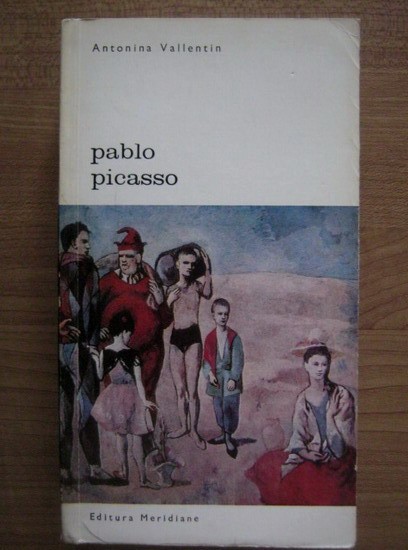 Antonina Vallentin
pablo
picasso
Editura Meridiane